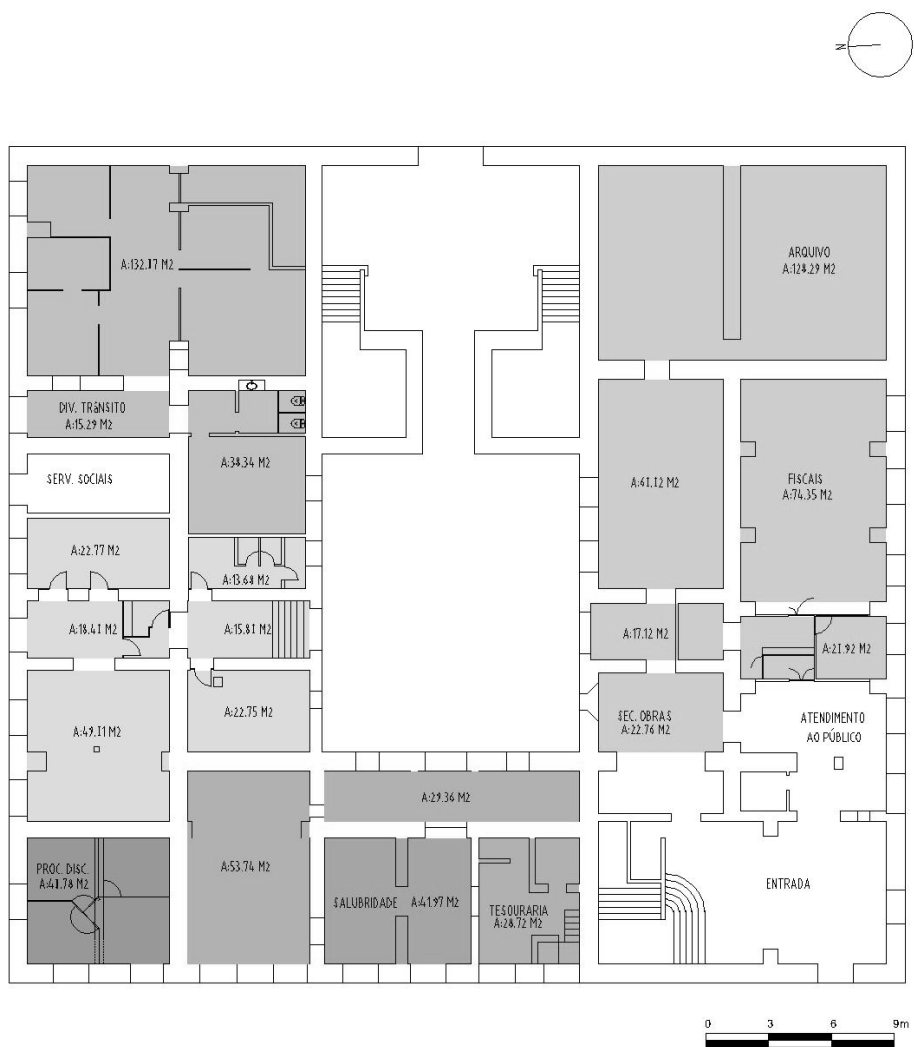 N
A:132.17 M2
ARQUIVO
A:128.29 M2
DIV. TRÂNSITO
A:15.29 M2
A:38.34 M2
SERV. SOCIAIS
A:61.12 M2
FISCAIS
A:74.35 M2
A:22.77 M2
A:13.68 M2
A:18.41 M2
A:15.81 M2
A:17.12 M2
A:21.92 M2
A:49.11 M2
A:22.75 M2
SEC. OBRAS
A:22.76 M2
ATENDIMENTO
AO PÚBLICO
A:29.36 M2
PROC. DISC.
A:41.78 M2
A:53.74 M2
SALUBRIDADE A:41.97 M2
TESOURARIA
A:28.72 M2
ENTRADA
0 3 6 9m